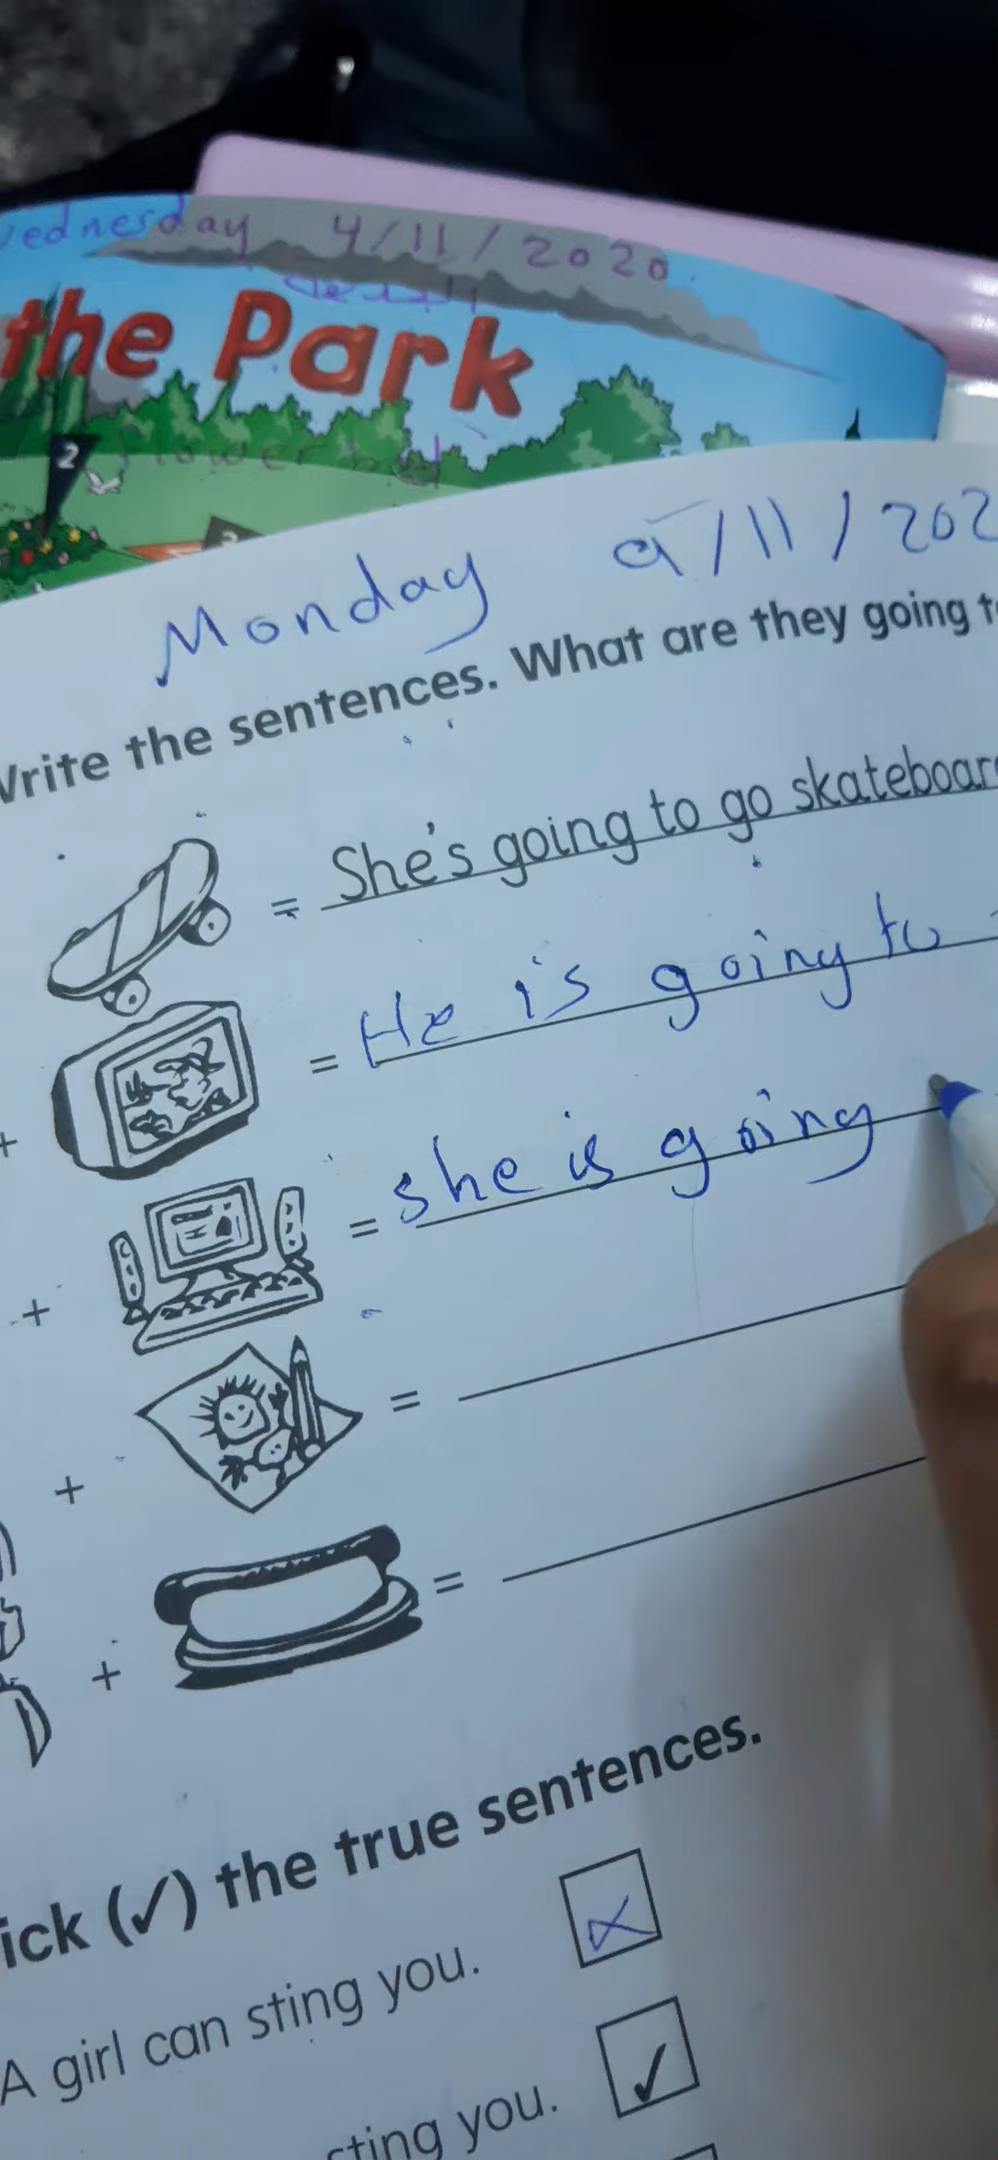 Wednesday 4/11/2020
the Park
2
Monday 9/11/202
Write the sentences. What are they going to
= She's going to go skateboar
+ = He is going to
+ = she is going
+ =
+ =
ick (✓) the true sentences.
A girl can sting you.
sting you. ✓